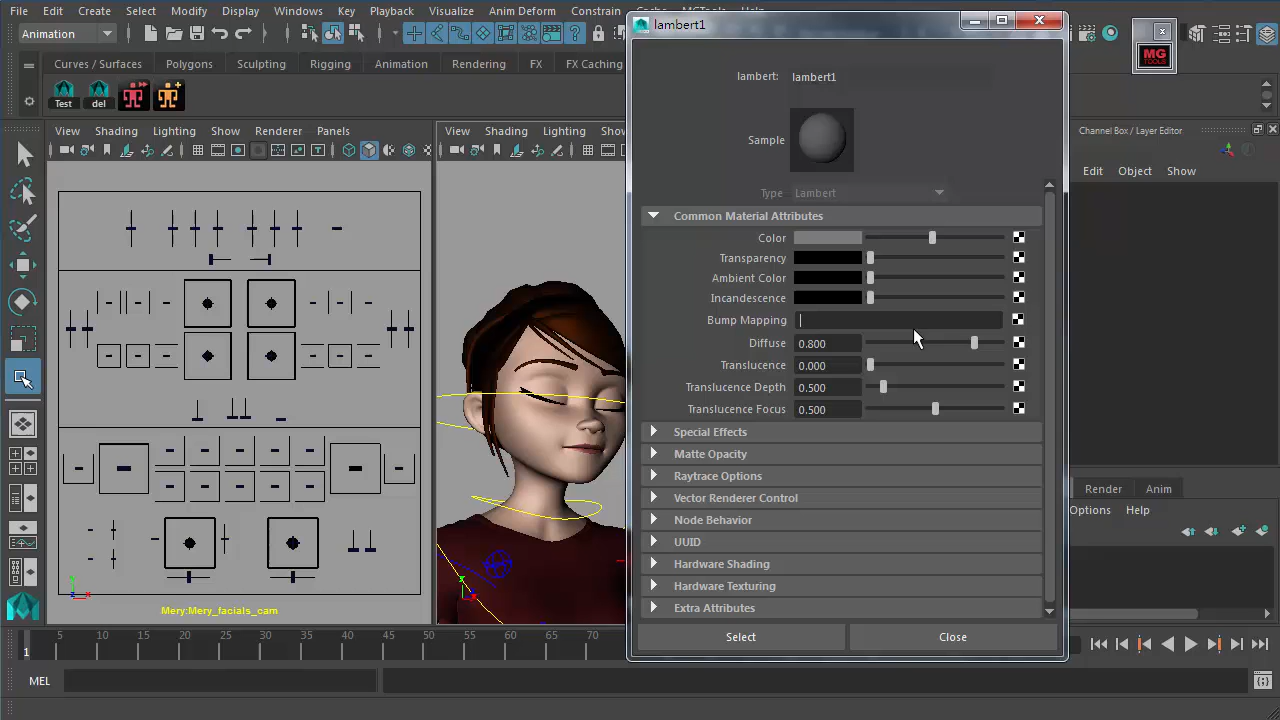 File Edit Create Select Modify Display Windows Key Playback Visualize Anim Deform Constrain
lambert1
Animation
MG
TOOLS
Curves / Surfaces Polygons Sculpting Rigging Animation Rendering FX FX Caching
Test del
lambert: lambert1
Sample
View Shading Lighting Show Renderer Panels
View Shading Lighting
Channel Box / Layer Editor
Edit Object Show
Type Lambert
Common Material Attributes
Color
Transparency
Ambient Color
Incandescence
Bump Mapping
Diffuse 0.800
Translucence 0.000
Translucence Depth 0.500
Translucence Focus 0.500
Special Effects
Matte Opacity
Raytrace Options
Vector Renderer Control
Node Behavior
UUID
Hardware Shading
Hardware Texturing
Extra Attributes
Select Close
Render Anim
Options Help
Mery:Mery_facials_cam
5 10 15 20 25 30 35 40 45 50 55 60 65 70
1
MEL